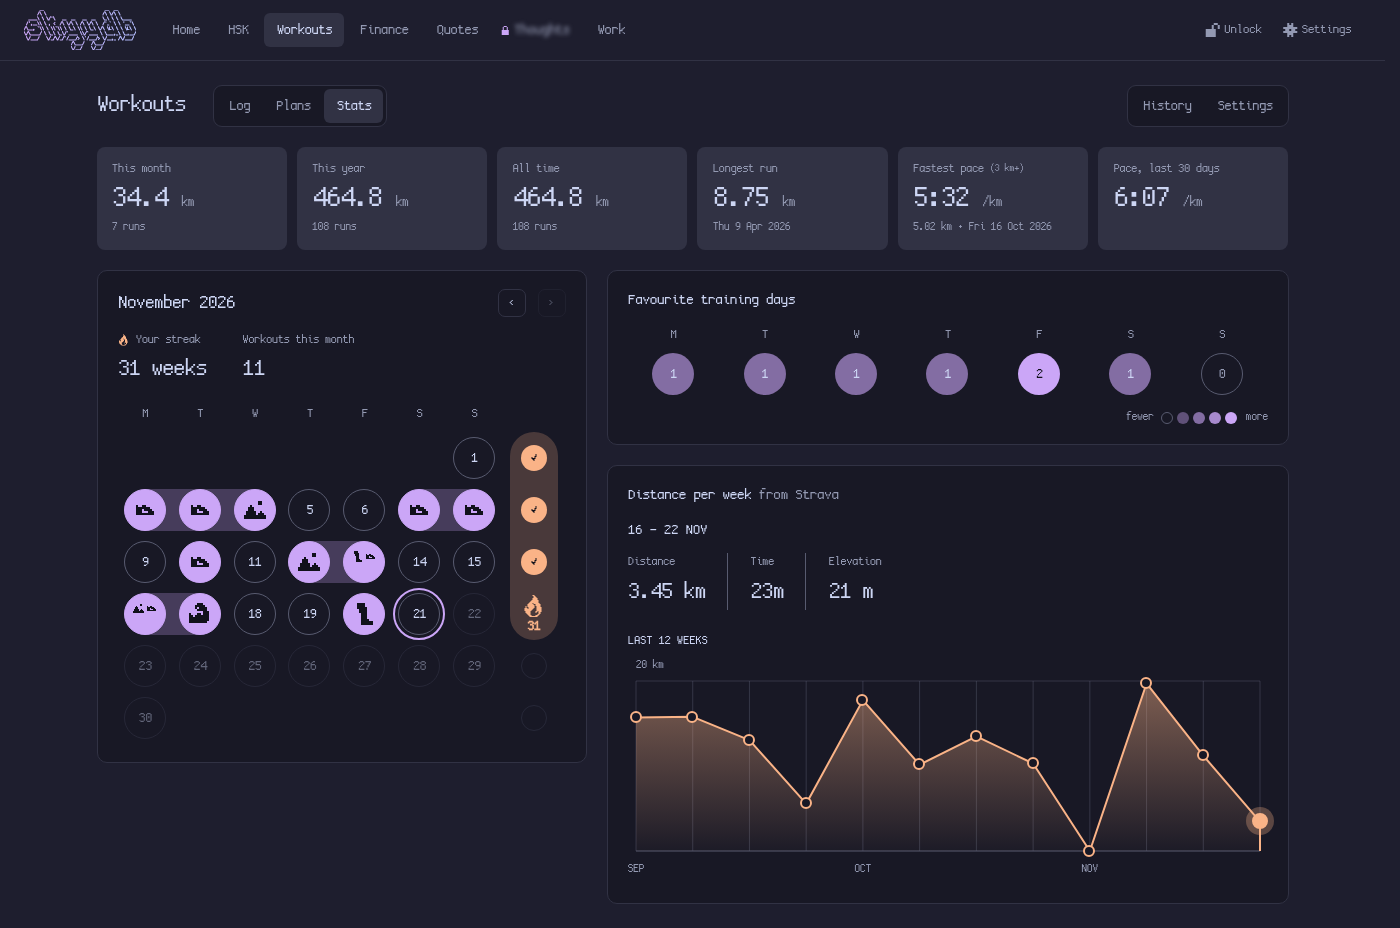 Home HSK Workouts Finance Quotes Work Unlock Settings
Workouts Log Plans Stats History Settings
This month
34.4 km
7 runs
This year
464.8 km
108 runs
All time
464.8 km
108 runs
Longest run
8.75 km
Thu 9 Apr 2026
Fastest pace (3 km+)
5:32 /km
5.02 km • Fri 16 Oct 2026
Pace, last 30 days
6:07 /km
November 2026 ‹ ›
Your streak Workouts this month
31 weeks 11
M T W T F S S
1
5 6
9 11 14 15
18 19 21 22 31
23 24 25 26 27 28 29
30
Favourite training days
M T W T F S S
1 1 1 1 2 1 0
fewer more
Distance per week from Strava
16 – 22 NOV
Distance Time Elevation
3.45 km 23m 21 m
LAST 12 WEEKS
20 km
SEP OCT NOV